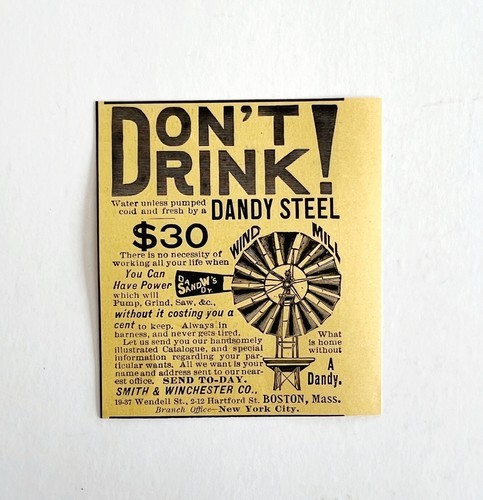 DON'T
DRINK!
Water unless pumped
cold and fresh by a
DANDY STEEL
WIND MILL
$30
There is no necessity of
working all your life when
You Can
Have Power
which will
Pump, Grind, Saw, &c.,
without it costing you a
cent to keep. Always in
harness, and never gets tired.
Let us send you our handsomely
illustrated Catalogue, and special
information regarding your par-
ticular wants. All we want is your
name and address sent to our near-
est office. SEND TO-DAY.
SMITH & WINCHESTER CO.,
19-37 Wendell St., 2-12 Hartford St. BOSTON, Mass.
Branch Office—New York City.
What
is home
without
A
Dandy.